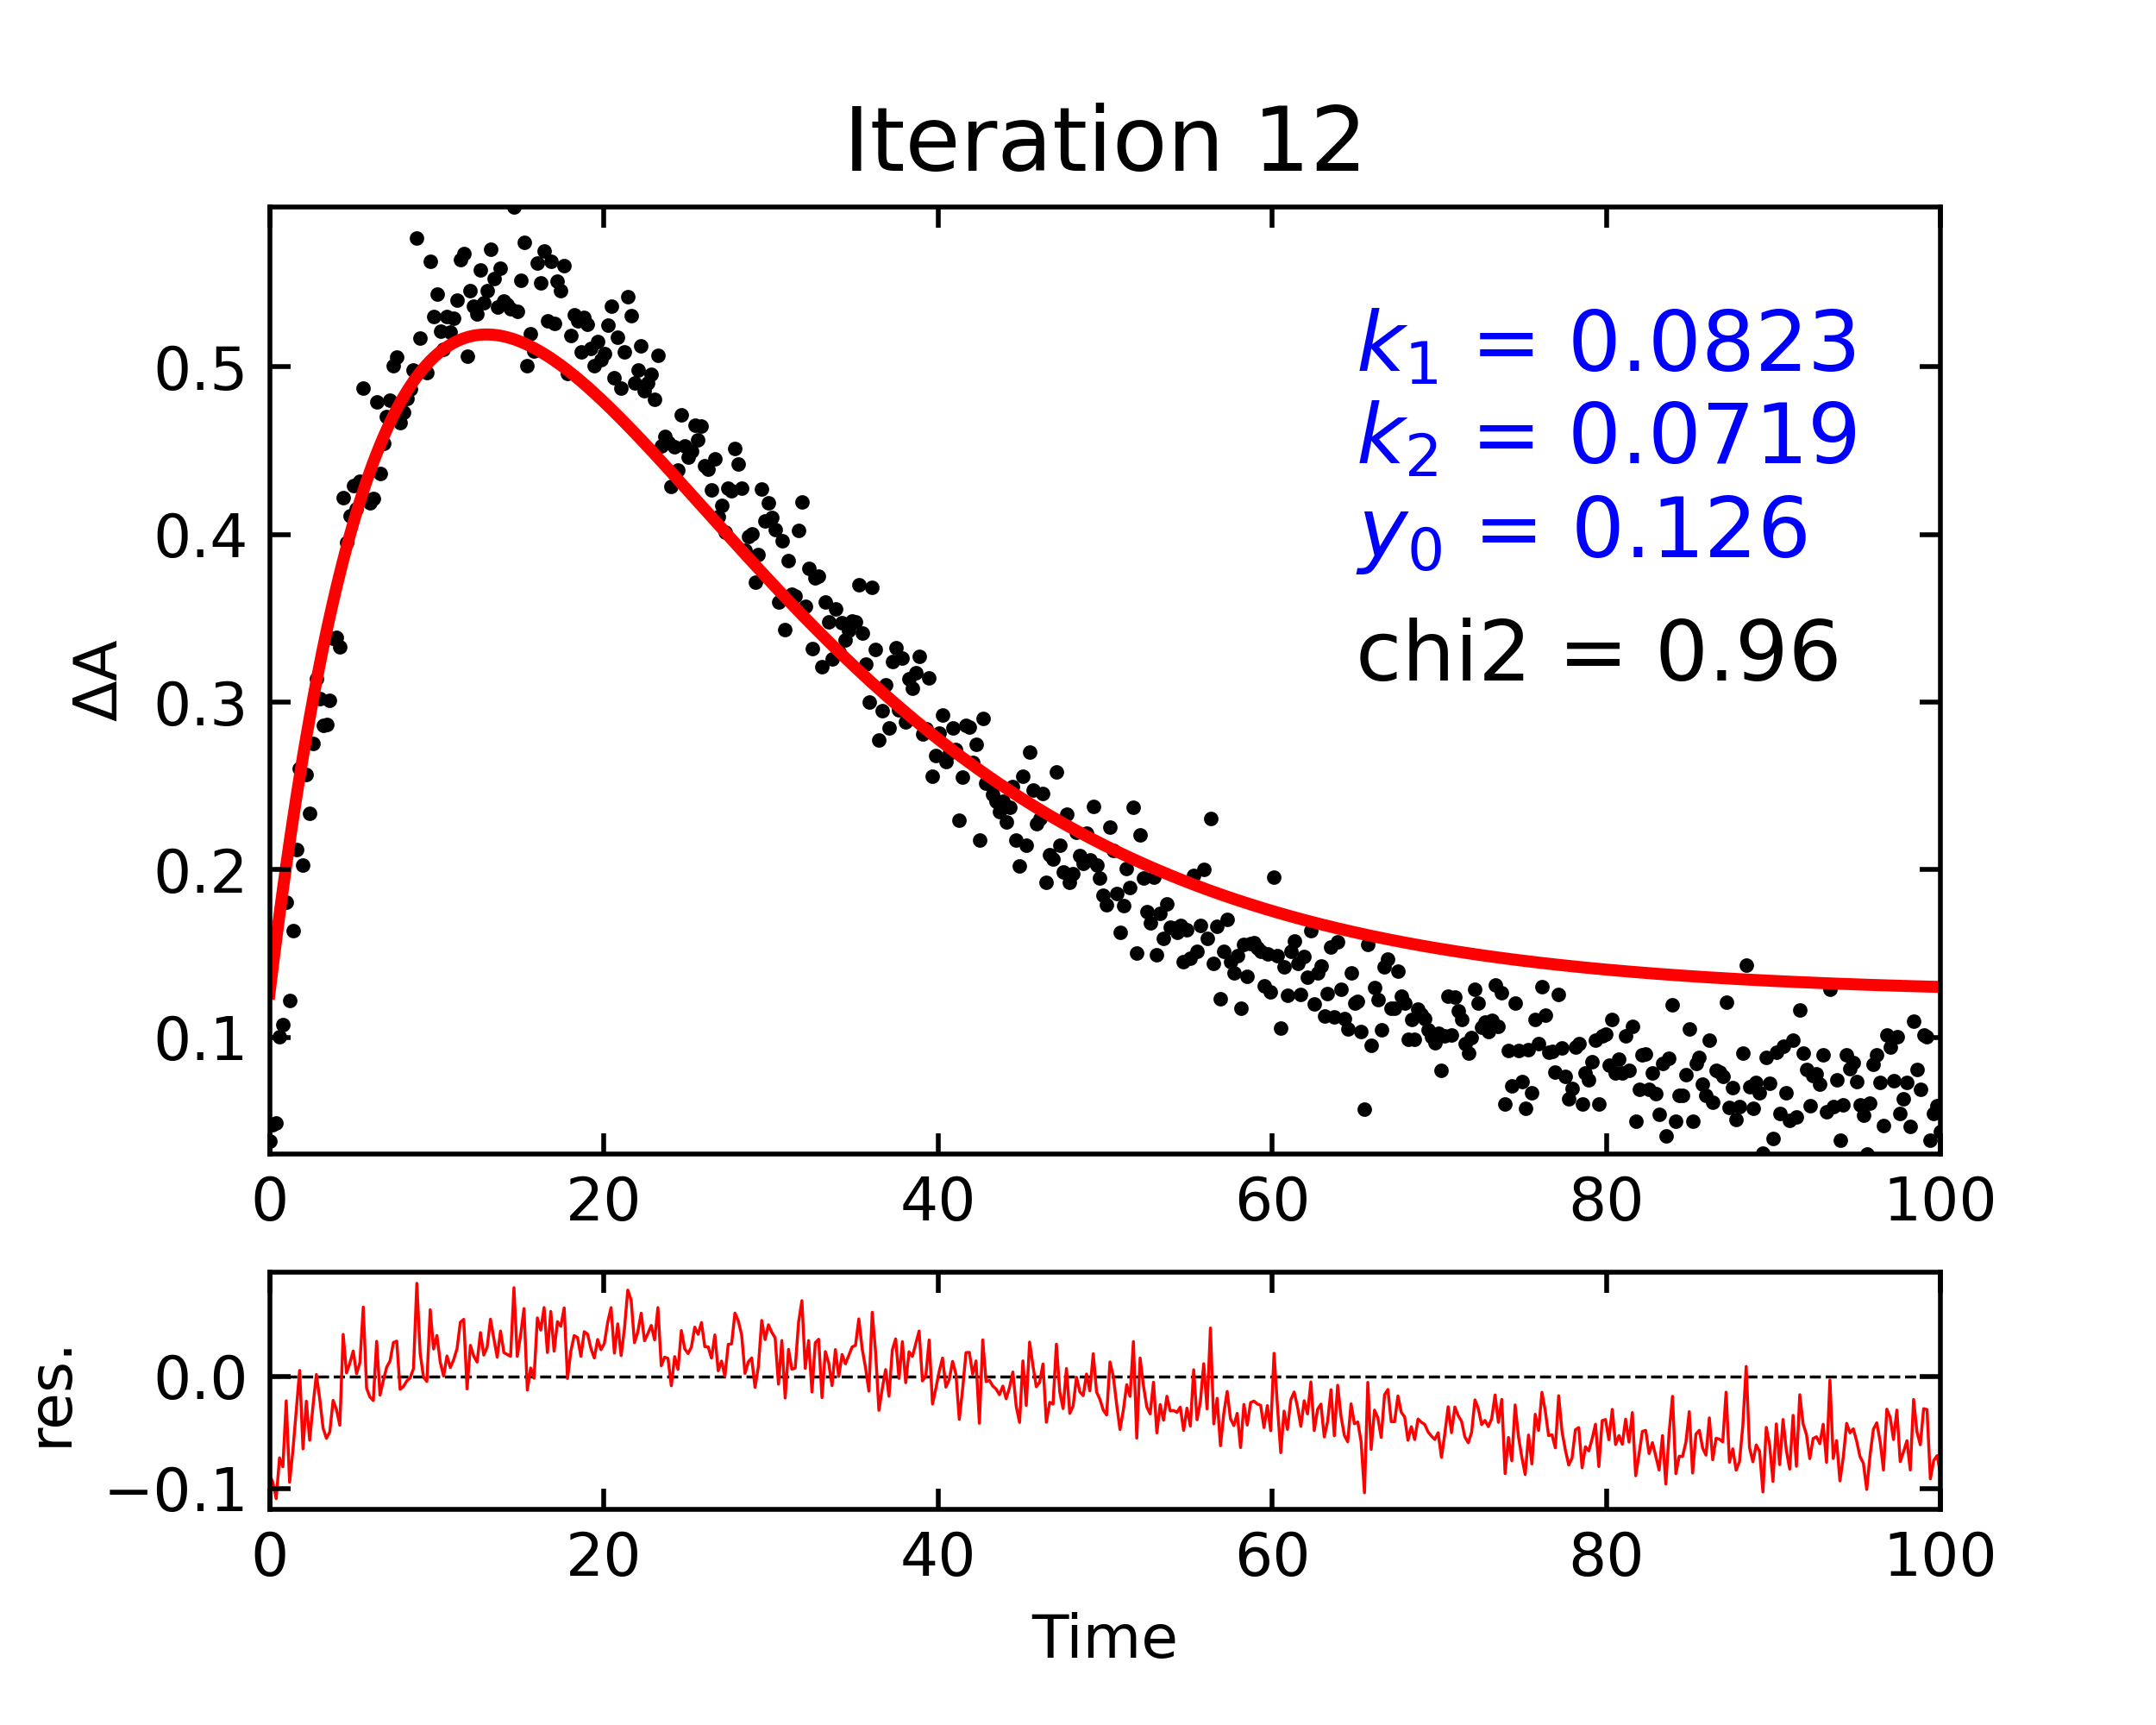 Iteration 12
ΔA
0.5
0.4
0.3
0.2
0.1
k₁ = 0.0823
k₂ = 0.0719
y₀ = 0.126
chi2 = 0.96
0 20 40 60 80 100
res.
0.0
−0.1
0 20 40 60 80 100
Time